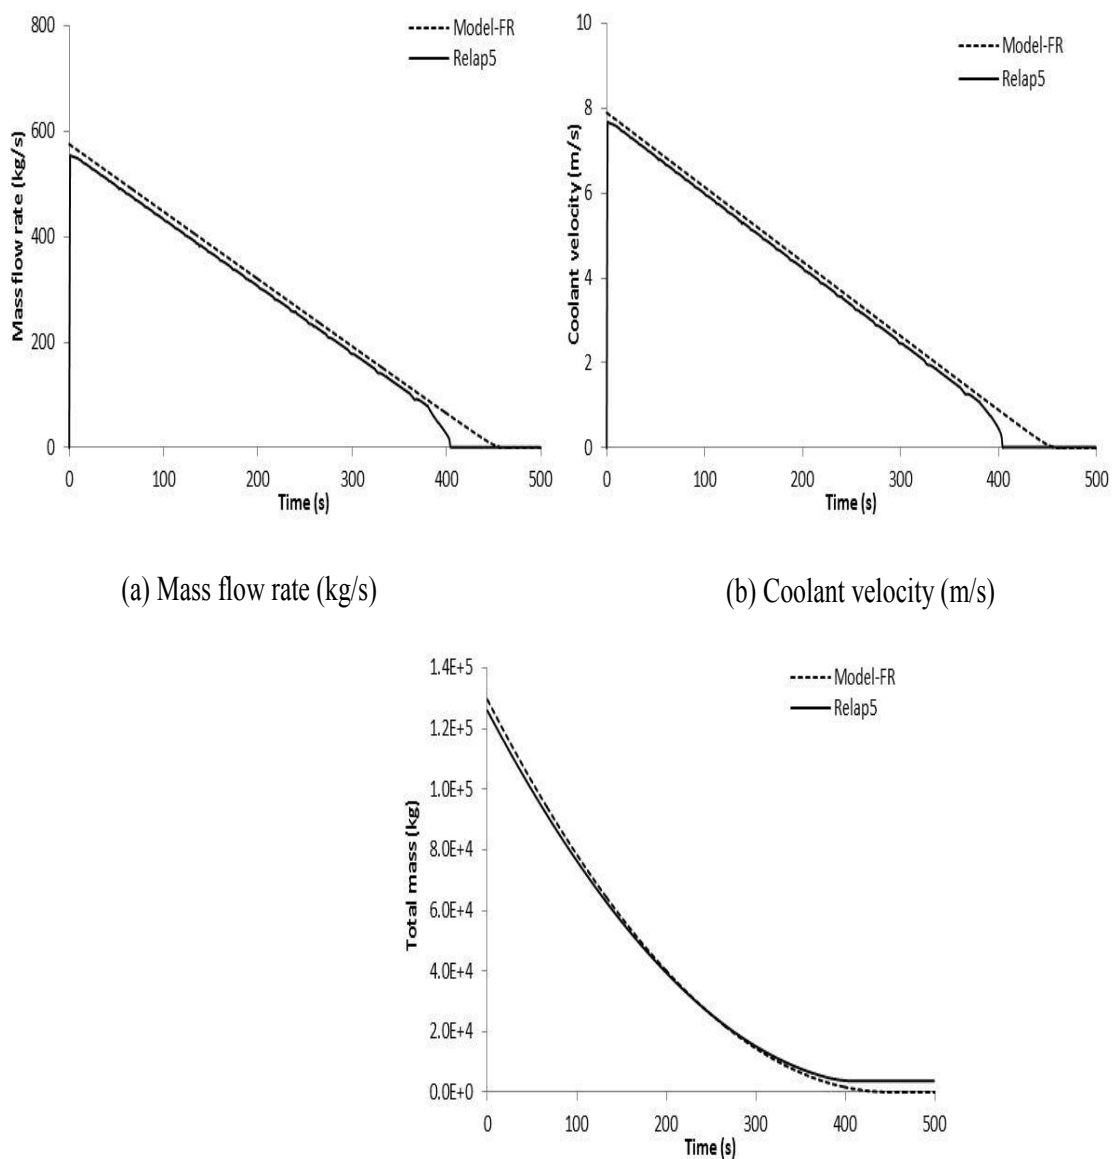 800
600
400
200
0
Mass flow rate (kg/s)
Model-FR
Relap5
0 100 200 300 400 500
Time (s)
10
8
6
4
2
0
Coolant velocity (m/s)
Model-FR
Relap5
0 100 200 300 400 500
Time (s)
(a) Mass flow rate (kg/s)
(b) Coolant velocity (m/s)
1.4E+5
1.2E+5
1.0E+5
8.0E+4
6.0E+4
4.0E+4
2.0E+4
0.0E+0
Total mass (kg)
Model-FR
Relap5
0 100 200 300 400 500
Time (s)